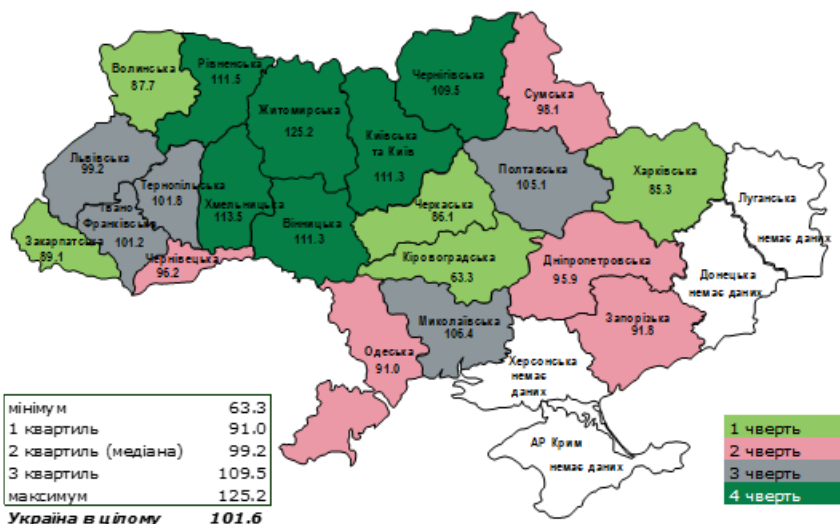 Волинська
87.7
Рівненська
111.5
Житомирська
125.2
Київська
та Київ
111.3
Чернігівська
109.5
Сумська
98.1
Львівська
99.2
Тернопільська
101.8
Хмельницька
113.5
Вінницька
111.3
Черкаська
86.1
Полтавська
105.1
Харківська
85.3
Луганська
немає даних
Івано
Франківська
101.2
Закарпатська
89.1
Чернівецька
96.2
Кіровоградська
63.3
Дніпропетровська
95.9
Донецька
немає даних
Одеська
91.0
Миколаївська
106.4
Запорізька
91.8
Херсонська
немає
даних
АР Крим
немає даних
мінімум 63.3
1 квартиль 91.0
2 квартиль (медіана) 99.2
3 квартиль 109.5
максимум 125.2
Україна в цілому 101.6
1 чверть
2 чверть
3 чверть
4 чверть